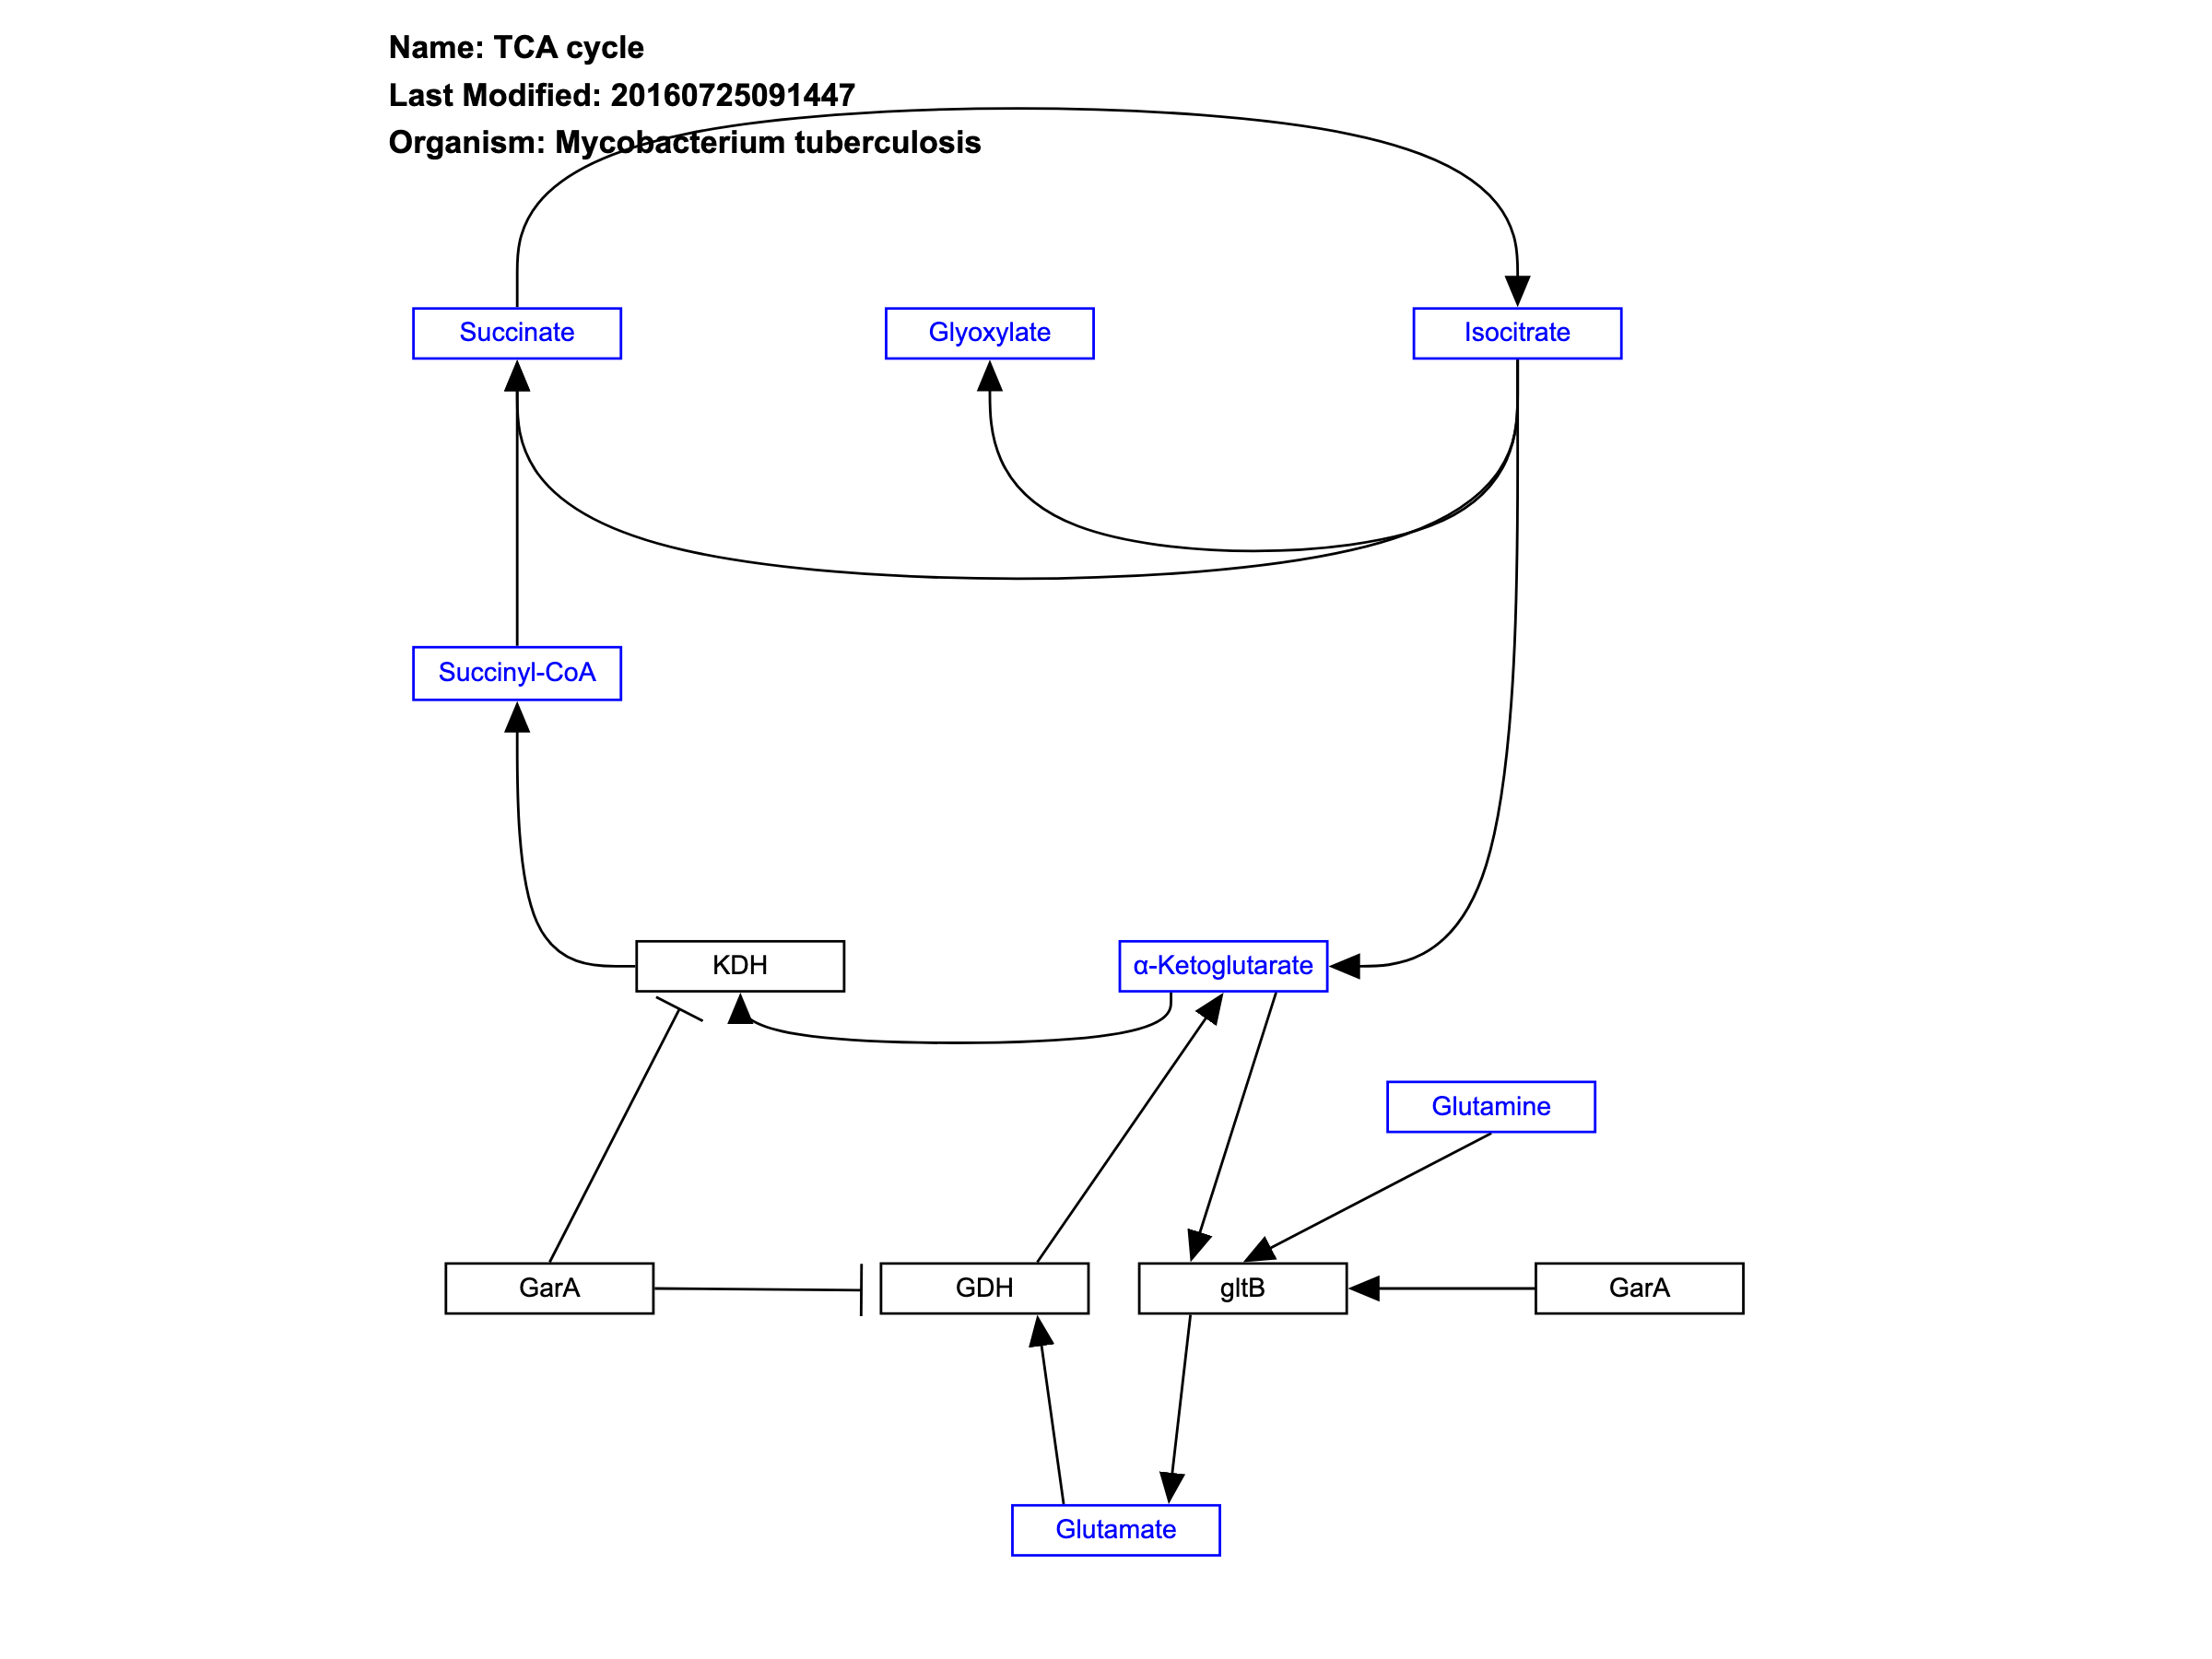 Name: TCA cycle
Last Modified: 20160725091447
Organism: Mycobacterium tuberculosis
Succinate
Glyoxylate
Isocitrate
Succinyl-CoA
KDH
α-Ketoglutarate
Glutamine
GarA
GDH
gltB
GarA
Glutamate